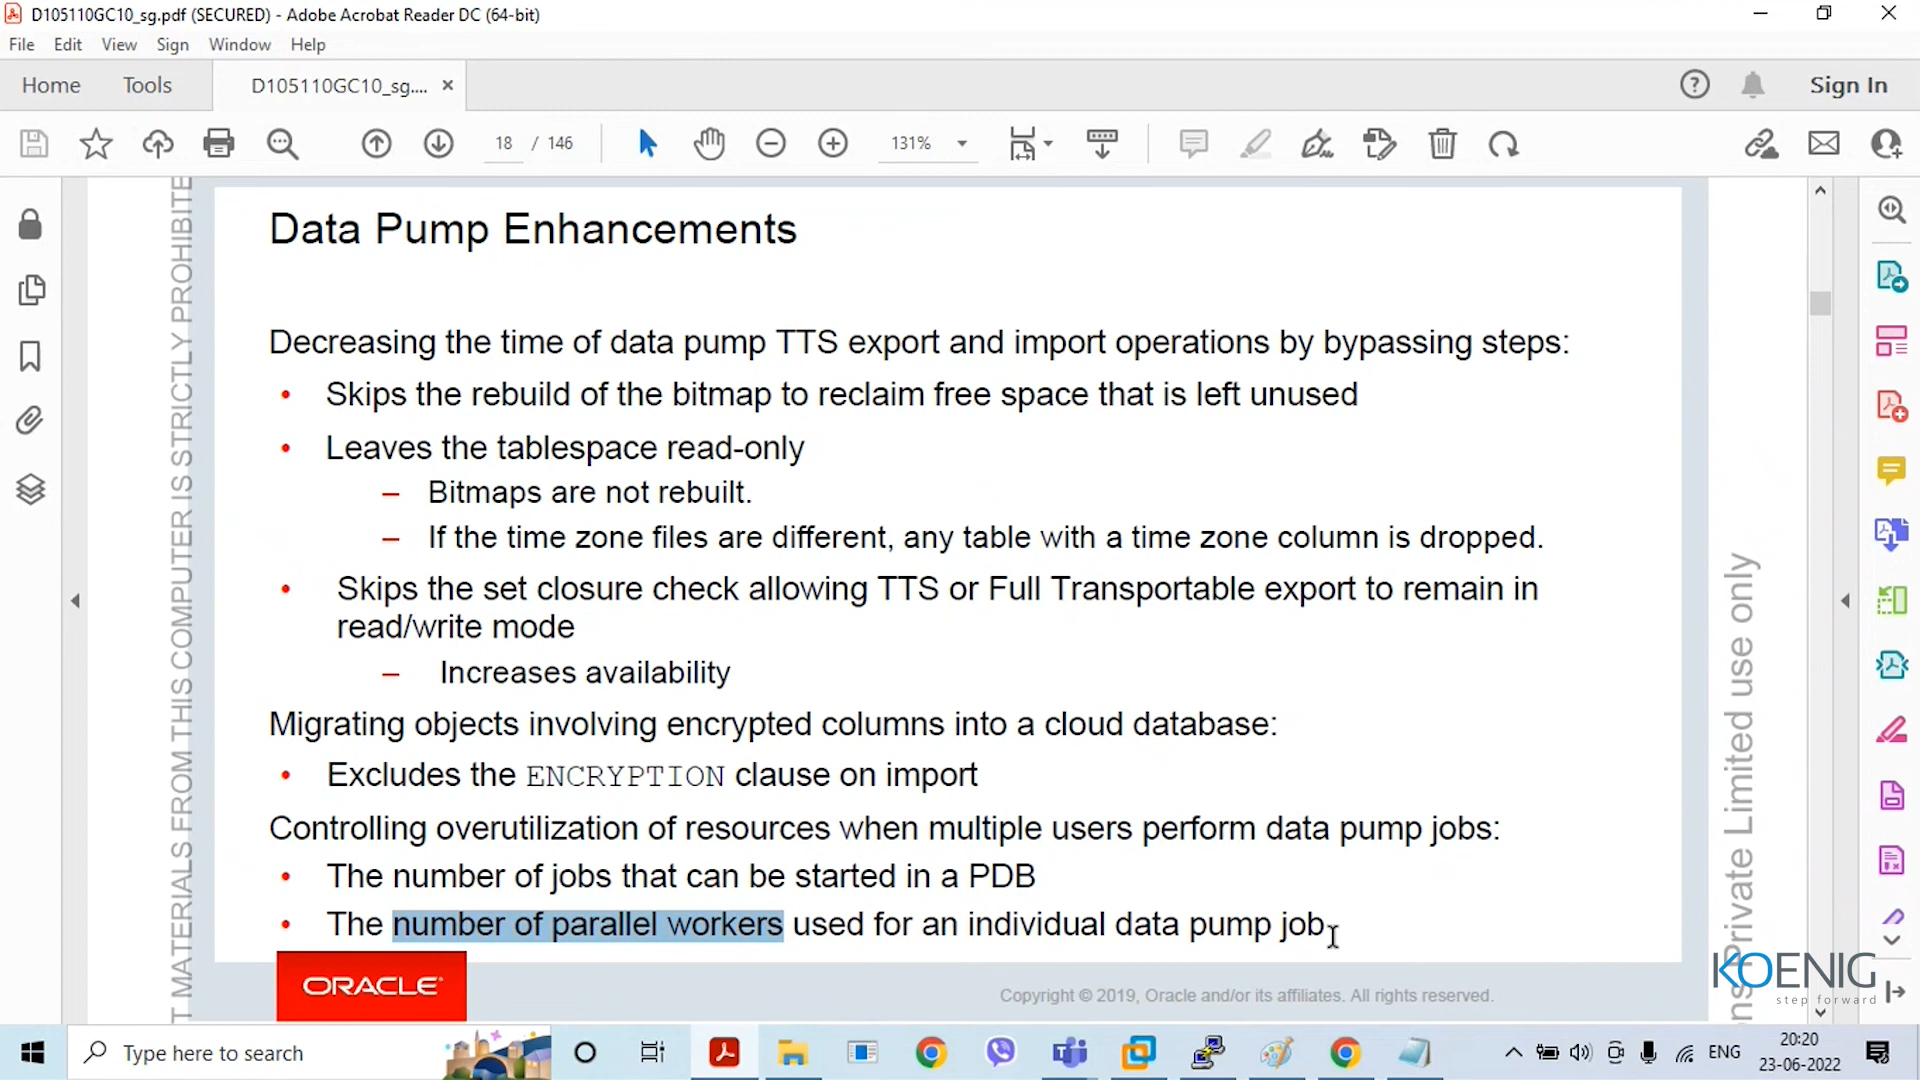 D105110GC10_sg.pdf (SECURED) - Adobe Acrobat Reader DC (64-bit)
File Edit View Sign Window Help
Home Tools D105110GC10_sg.... × Sign In
18 / 146 131%
Data Pump Enhancements
Decreasing the time of data pump TTS export and import operations by bypassing steps:
• Skips the rebuild of the bitmap to reclaim free space that is left unused
• Leaves the tablespace read-only
– Bitmaps are not rebuilt.
– If the time zone files are different, any table with a time zone column is dropped.
• Skips the set closure check allowing TTS or Full Transportable export to remain in
read/write mode
– Increases availability
Migrating objects involving encrypted columns into a cloud database:
• Excludes the ENCRYPTION clause on import
Controlling overutilization of resources when multiple users perform data pump jobs:
• The number of jobs that can be started in a PDB
• The number of parallel workers used for an individual data pump job
ORACLE
Copyright © 2019, Oracle and/or its affiliates. All rights reserved.
T MATERIALS FROM THIS COMPUTER IS STRICTLY PROHIBITE
ons Private Limited use only
KOENIG
step forward
Type here to search
ENG
20:20
23-06-2022